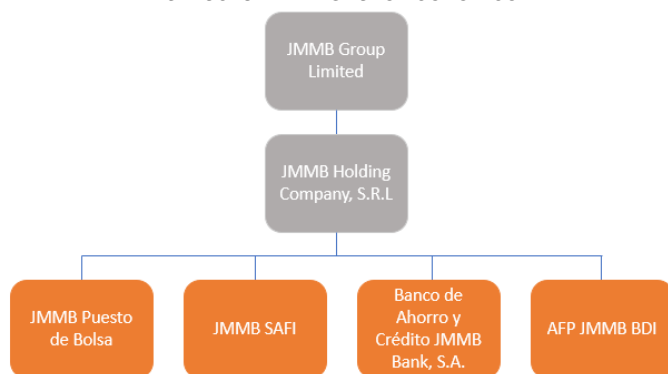 JMMB Group
Limited
JMMB Holding
Company, S.R.L
JMMB Puesto
de Bolsa
JMMB SAFI
Banco de
Ahorro y
Crédito JMMB
Bank, S.A.
AFP JMMB BDI